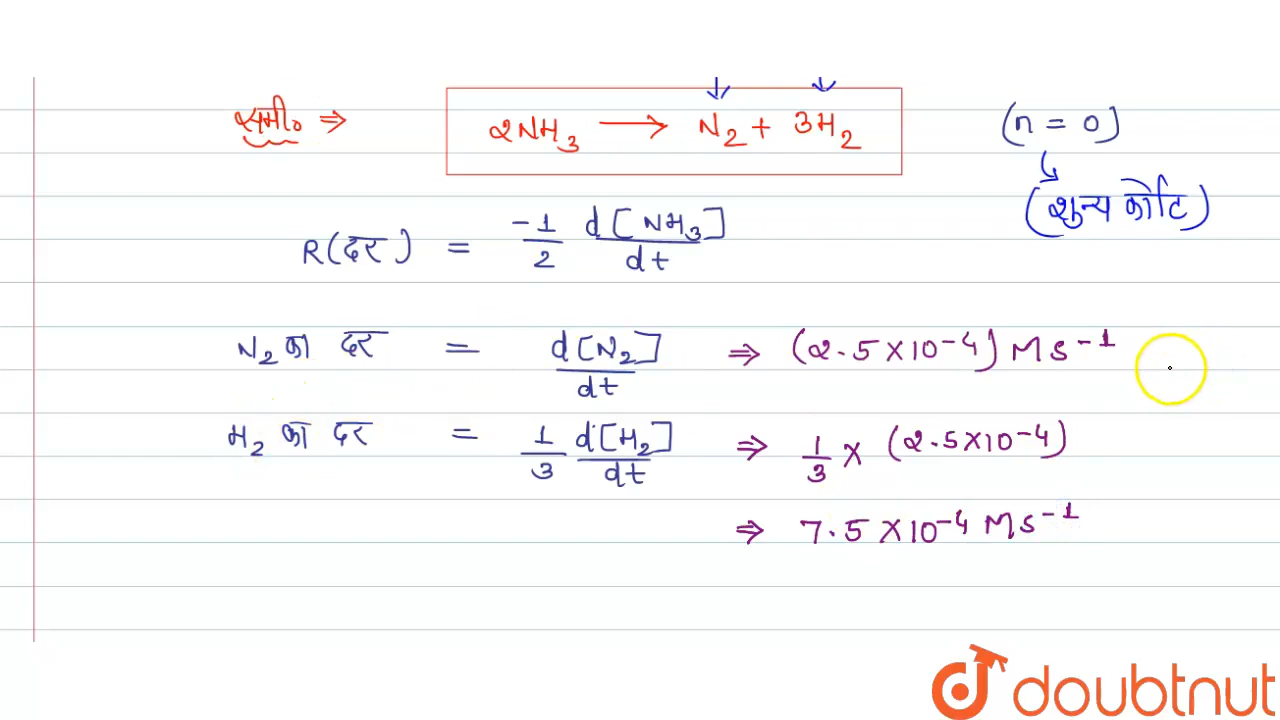 समी० ⇒ 2NH₃ ⟶ N₂ + 3H₂ (n = 0)
(शुन्य कोटि)
R(दर) = -1/2 d[NH₃]/dt
N₂ का दर = d[N₂]/dt ⇒ (2.5×10⁻⁴) M s⁻¹
H₂ का दर = 1/3 d[H₂]/dt ⇒ 1/3 × (2.5×10⁻⁴)
⇒ 7.5×10⁻⁴ M s⁻¹
doubtnut